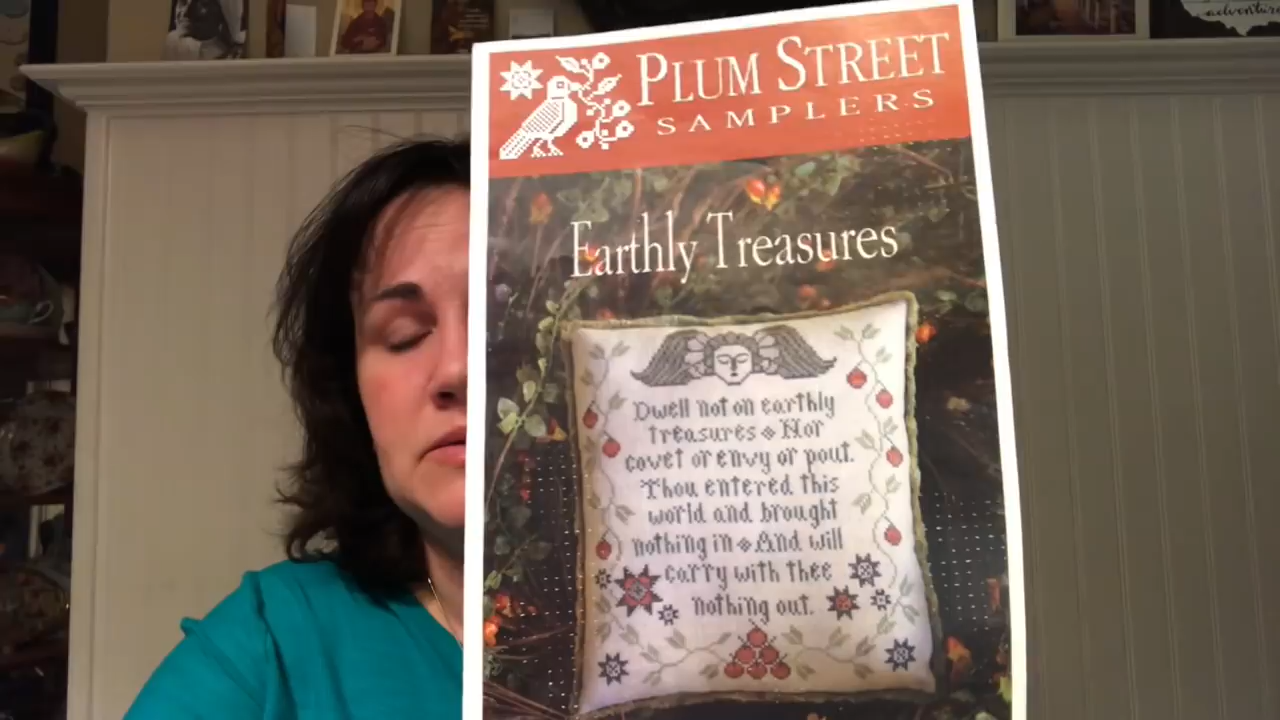 adventure
PLUM STREET
SAMPLERS
Earthly Treasures
Dwell not on earthly
treasures Nor
covet or envy or pout.
Thou entered this
world and brought
nothing in And will
carry with thee
nothing out.